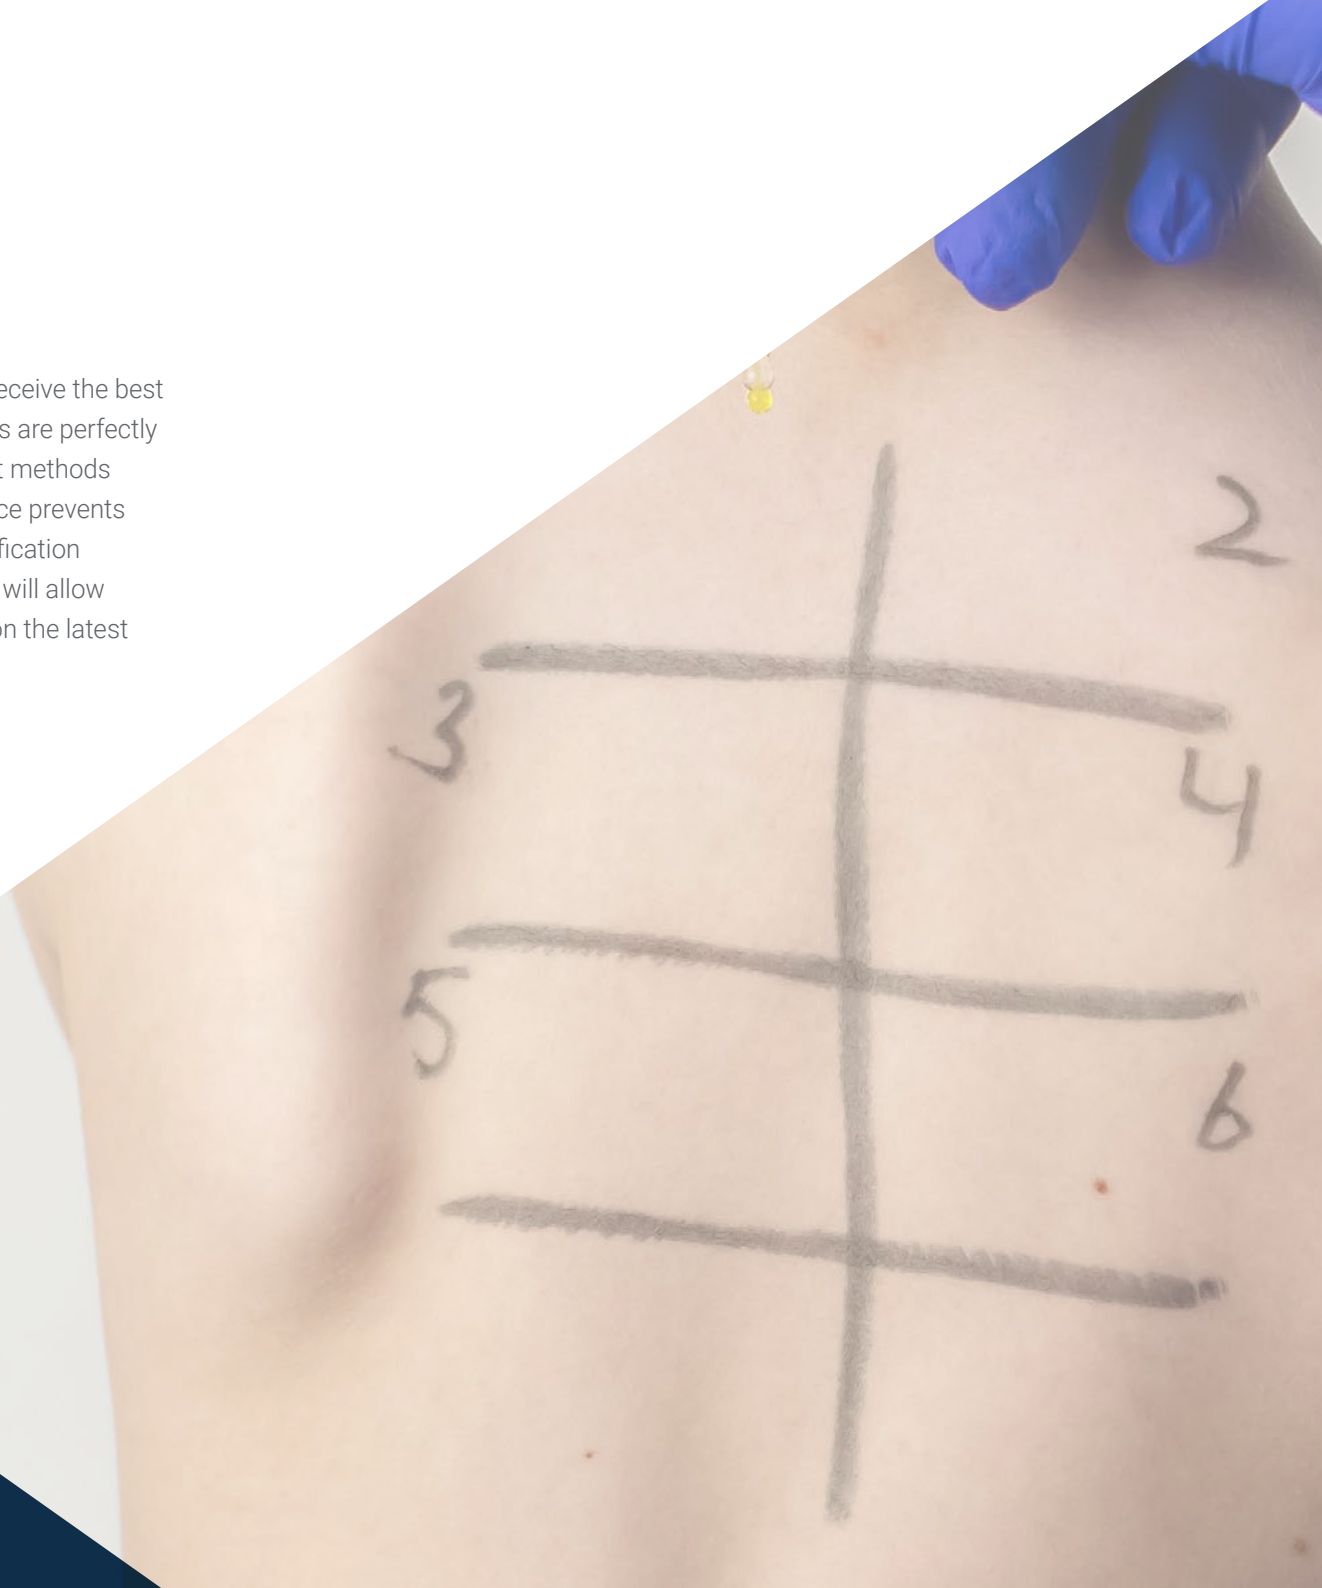 eceive the best
s are perfectly
t methods
ce prevents
fication
will allow
on the latest
2
3
4
5
6